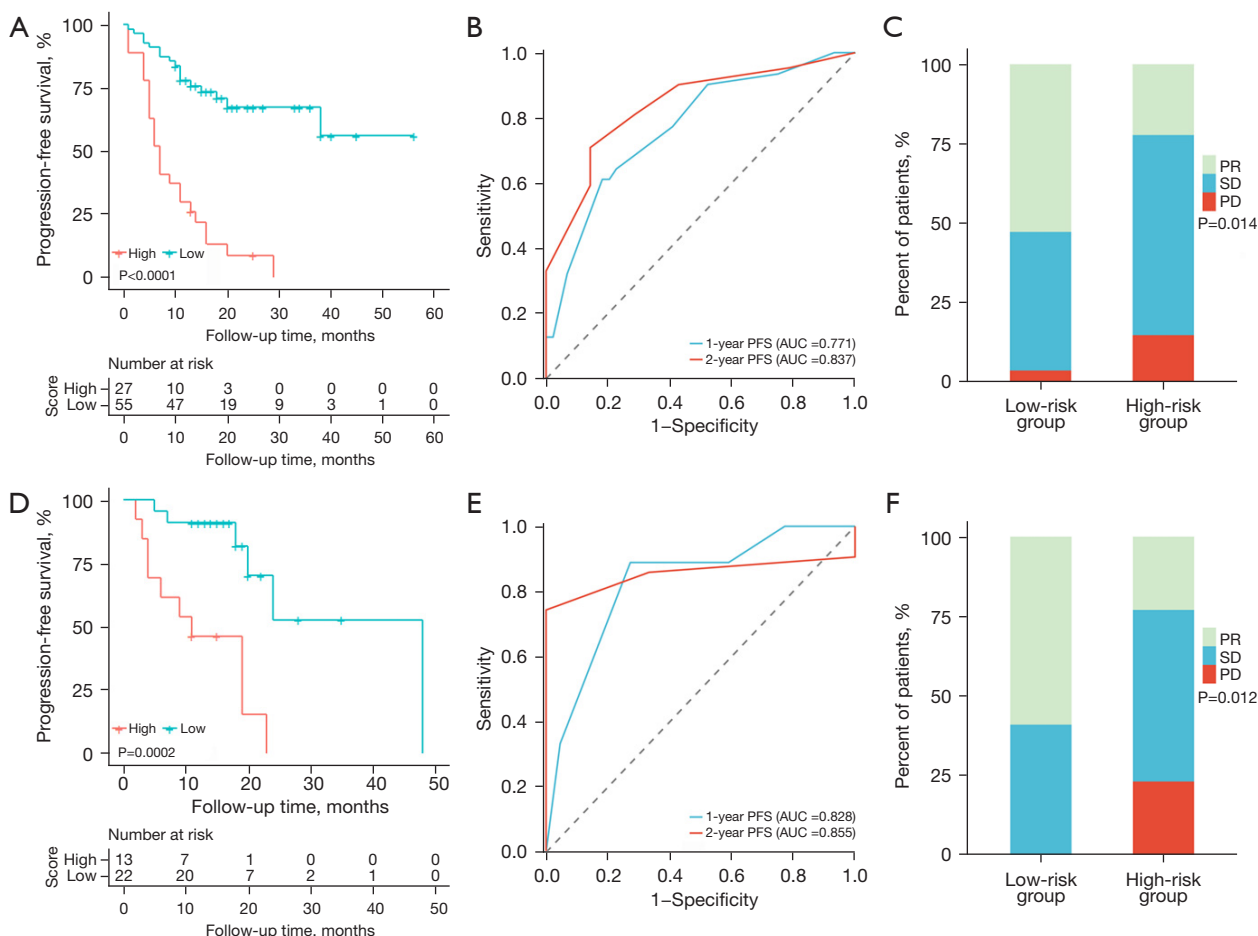 A
100
75
50
25
0
Progression-free survival, %
High Low
P<0.0001
0 10 20 30 40 50 60
Follow-up time, months
Number at risk
Score
High 27 10 3 0 0 0 0
Low 55 47 19 9 3 1 0
0 10 20 30 40 50 60
Follow-up time, months
B
1.0
0.8
0.6
0.4
0.2
0.0
Sensitivity
1-year PFS (AUC =0.771)
2-year PFS (AUC =0.837)
0.0 0.2 0.4 0.6 0.8 1.0
1–Specificity
C
100
75
50
25
0
Percent of patients, %
PR
SD
PD
P=0.014
Low-risk
group
High-risk
group
D
100
75
50
25
0
Progression-free survival, %
High Low
P=0.0002
0 10 20 30 40 50
Follow-up time, months
Number at risk
Score
High 13 7 1 0 0 0
Low 22 20 7 2 1 0
0 10 20 30 40 50
Follow-up time, months
E
1.0
0.8
0.6
0.4
0.2
0.0
Sensitivity
1-year PFS (AUC =0.828)
2-year PFS (AUC =0.855)
0.0 0.2 0.4 0.6 0.8 1.0
1–Specificity
F
100
75
50
25
0
Percent of patients, %
PR
SD
PD
P=0.012
Low-risk
group
High-risk
group